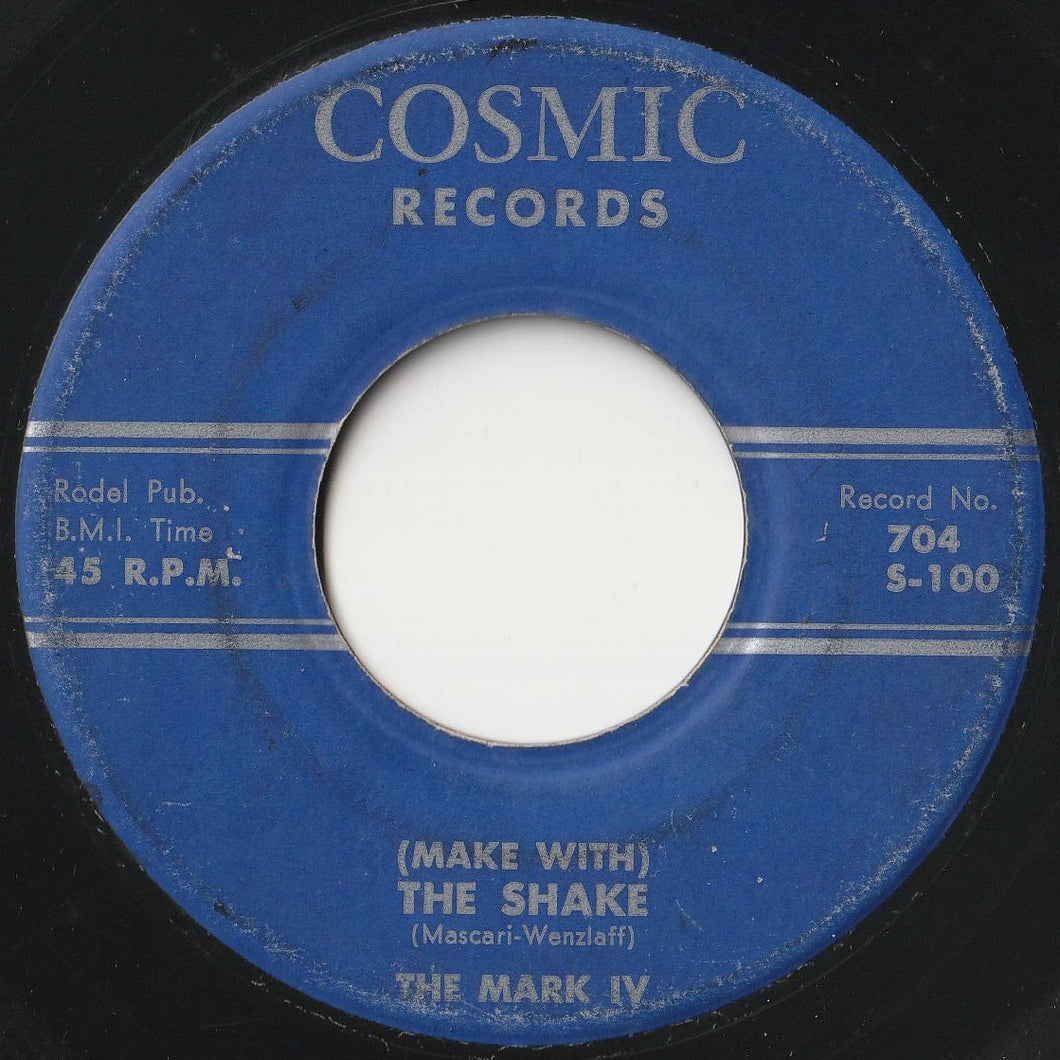 COSMIC
RECORDS
Rodel Pub.
B.M.I. Time
45 R.P.M.
Record No.
704
S-100
(MAKE WITH)
THE SHAKE
(Mascari-Wenzlaff)
THE MARK IV